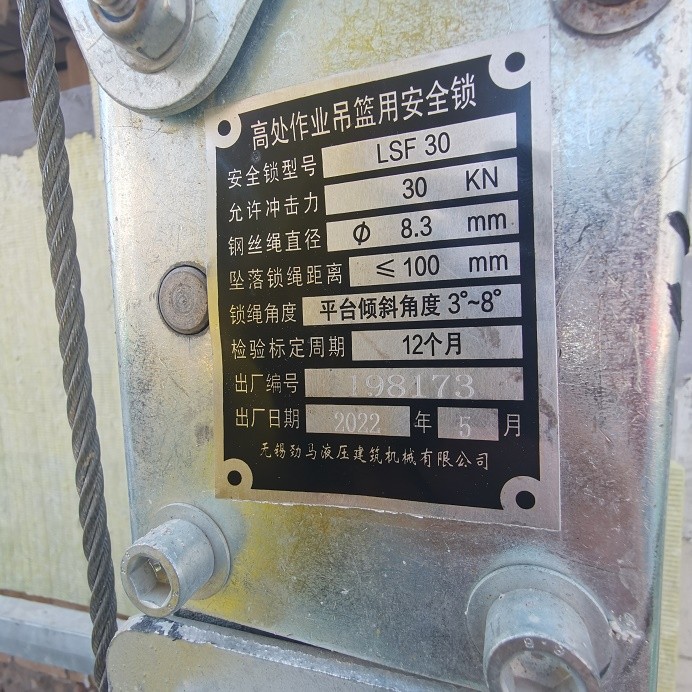 高处作业吊篮用安全锁
安全锁型号 LSF 30
允许冲击力 30 KN
钢丝绳直径 Φ 8.3 mm
坠落锁绳距离 ≤100 mm
锁绳角度 平台倾斜角度 3°~8°
检验标定周期 12个月
出厂编号 198173
出厂日期 2022 年 5 月
无锡劲马液压建筑机械有限公司
8.3